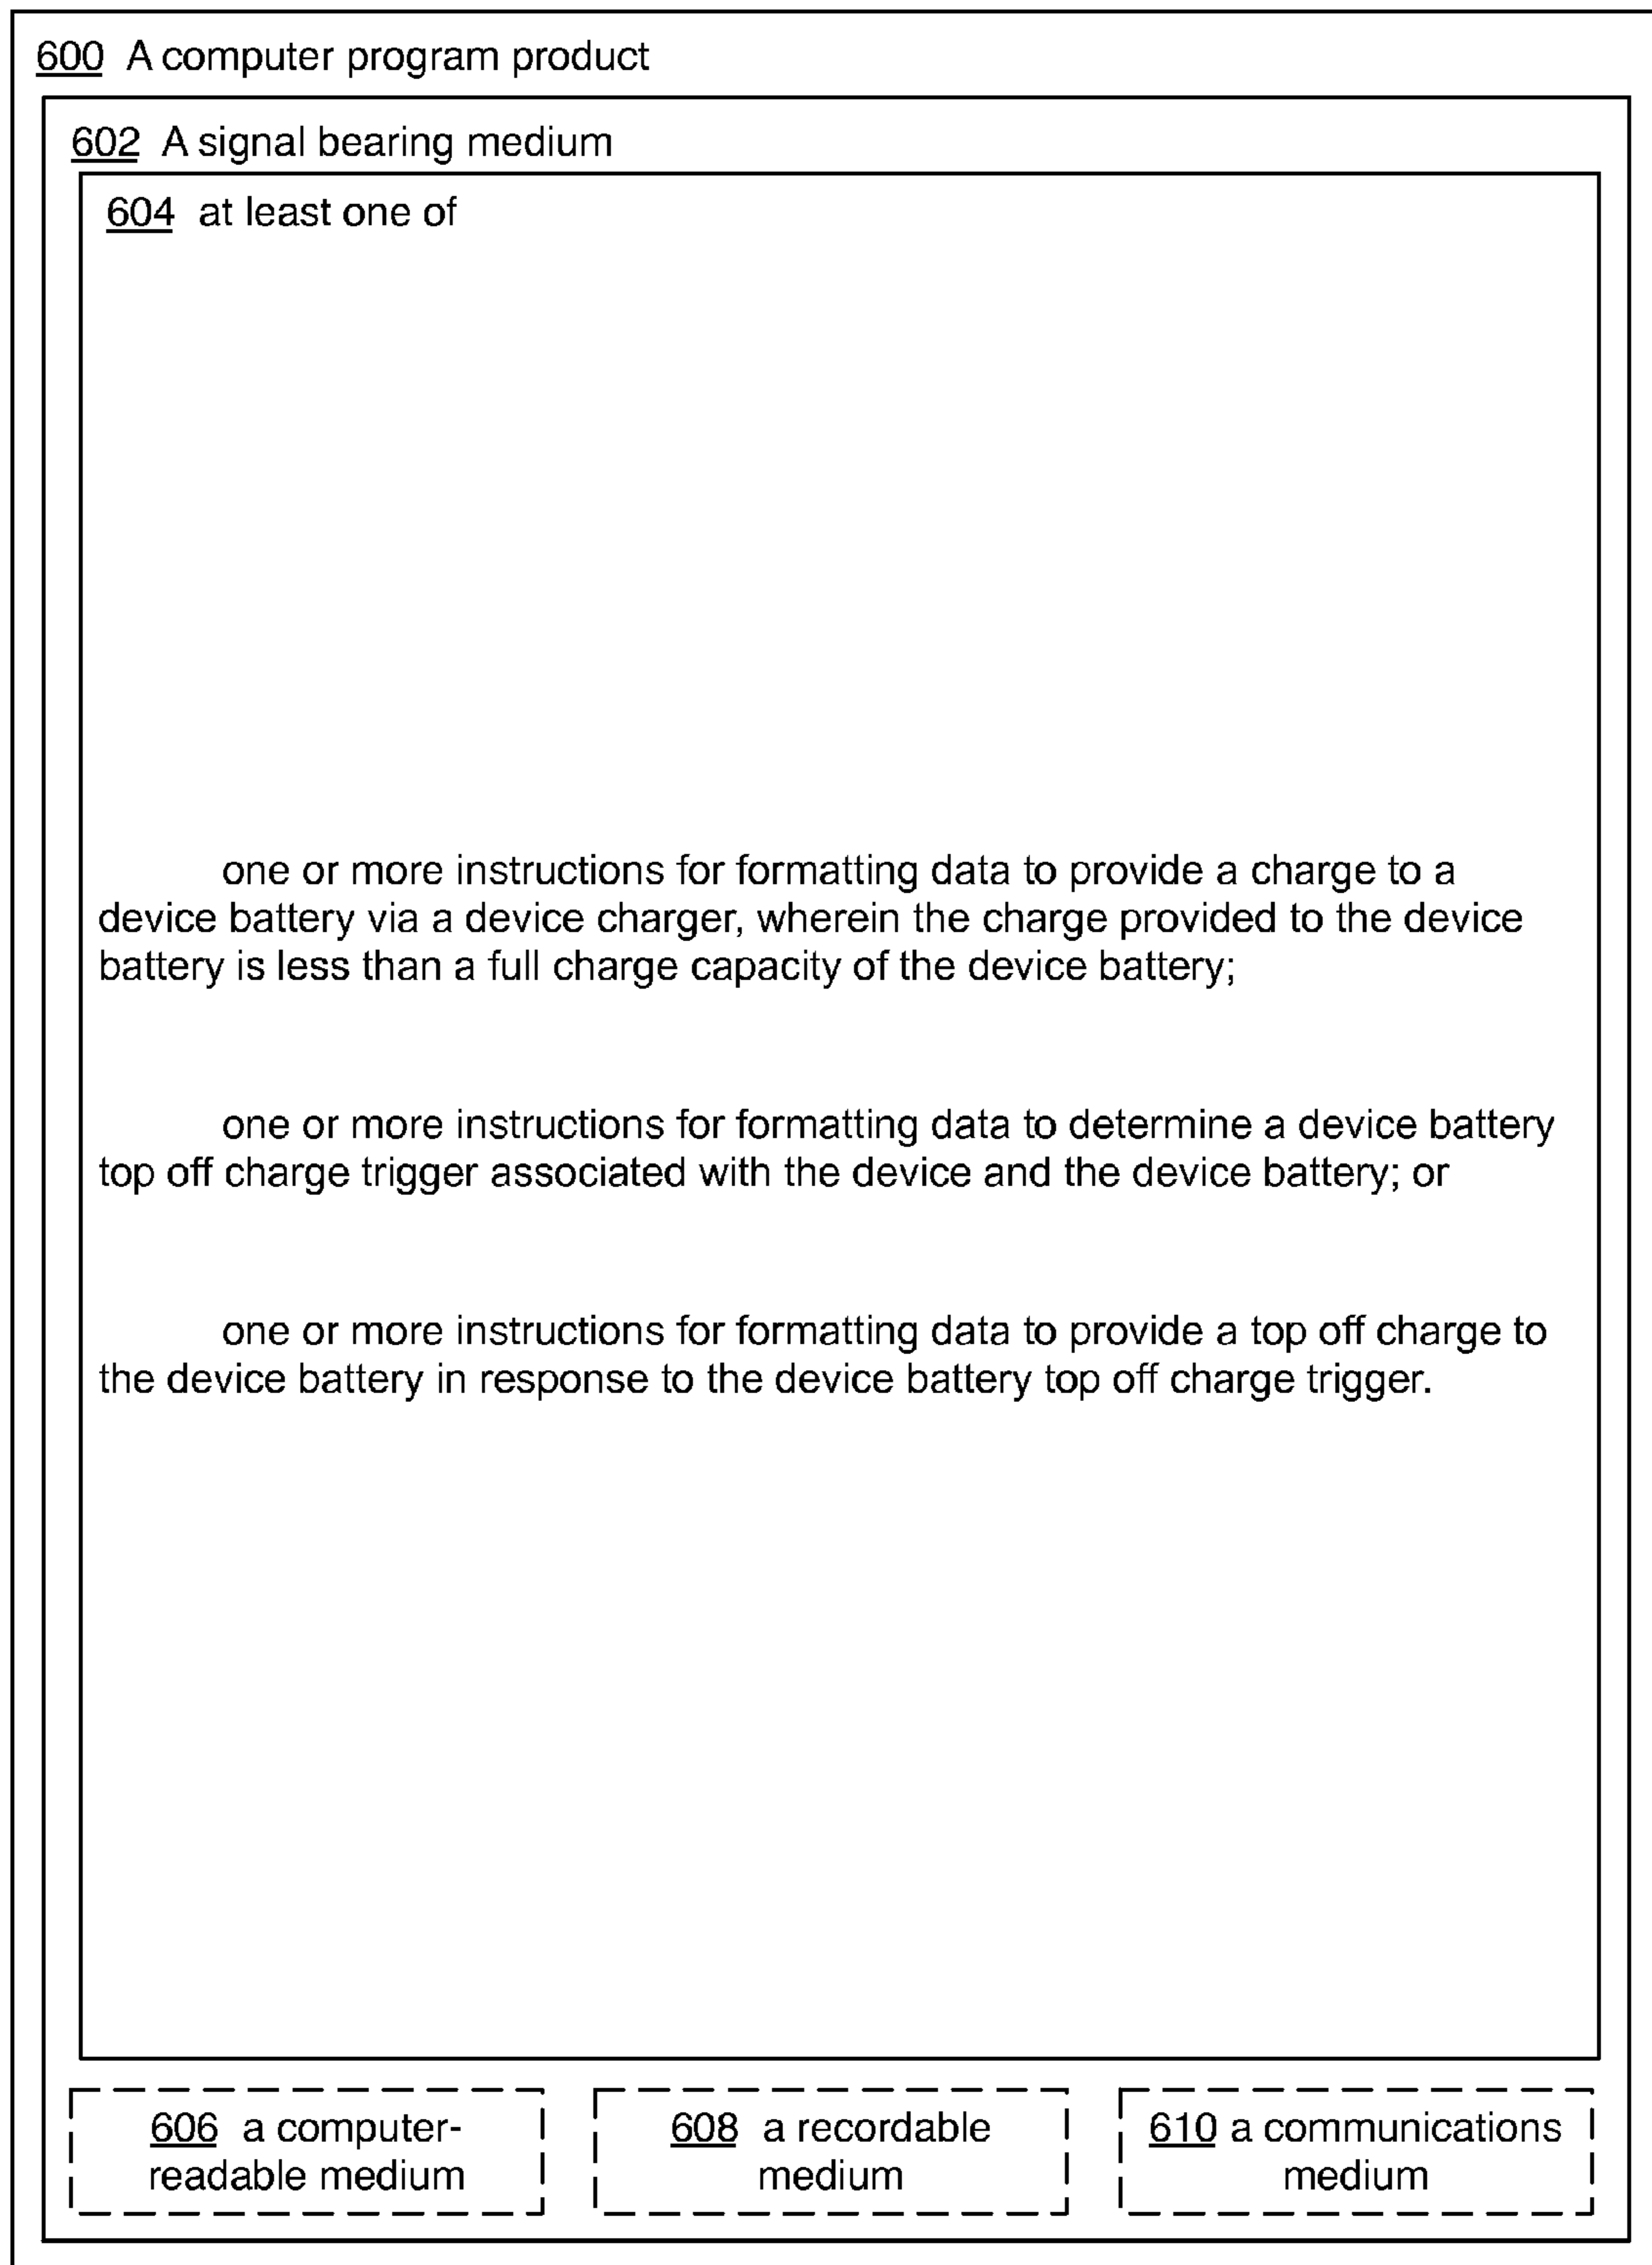 600 A computer program product
602 A signal bearing medium
604 at least one of
one or more instructions for formatting data to provide a charge to a
device battery via a device charger, wherein the charge provided to the device
battery is less than a full charge capacity of the device battery;
one or more instructions for formatting data to determine a device battery
top off charge trigger associated with the device and the device battery; or
one or more instructions for formatting data to provide a top off charge to
the device battery in response to the device battery top off charge trigger.
606 a computer-
readable medium
608 a recordable
medium
610 a communications
medium